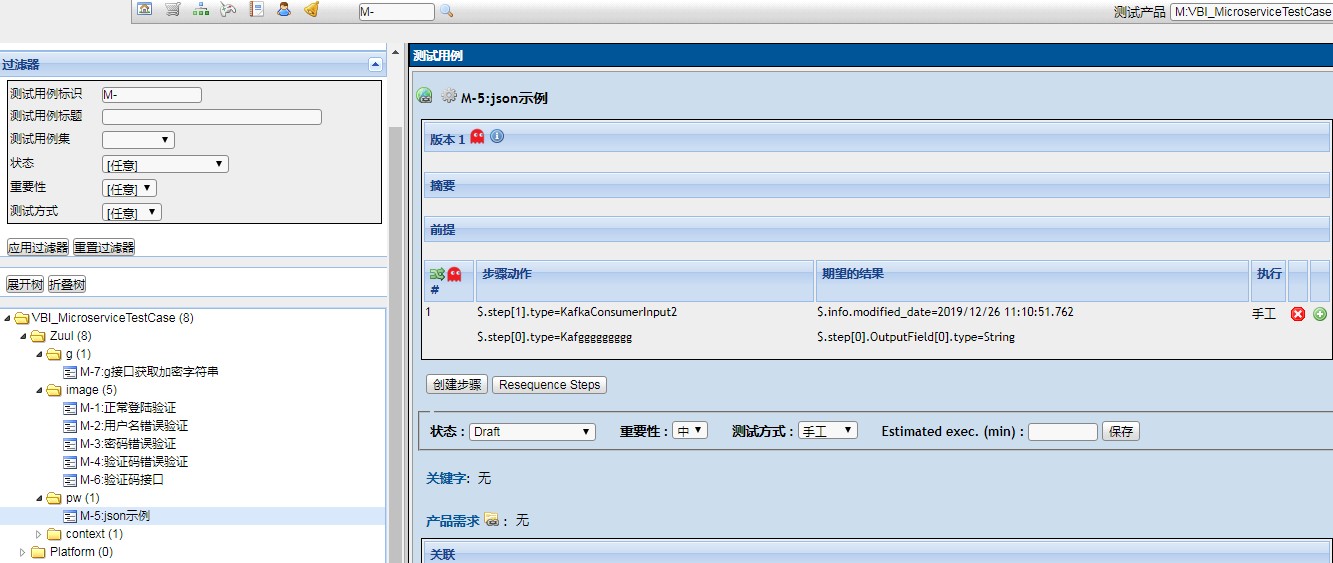 M-
测试产品 M:VBI_MicroserviceTestCase
过滤器
测试用例标识 M-
测试用例标题
测试用例集
状态 [任意]
重要性 [任意]
测试方式 [任意]
应用过滤器 重置过滤器
展开树 折叠树
VBI_MicroserviceTestCase (8)
Zuul (8)
g (1)
M-7:g接口获取加密字符串
image (5)
M-1:正常登陆验证
M-2:用户名错误验证
M-3:密码错误验证
M-4:验证码错误验证
M-6:验证码接口
pw (1)
M-5:json示例
context (1)
Platform (0)
测试用例
M-5:json示例
版本 1
摘要
前提
# 步骤动作 期望的结果 执行
1 $.step[1].type=KafkaConsumerInput2 $.info.modified_date=2019/12/26 11:10:51.762 手工
$.step[0].type=Kafggggggggg $.step[0].OutputField[0].type=String
创建步骤 Resequence Steps
状态 : Draft 重要性 : 中 测试方式 : 手工 Estimated exec. (min) : 保存
关键字: 无
产品需求 : 无
关联